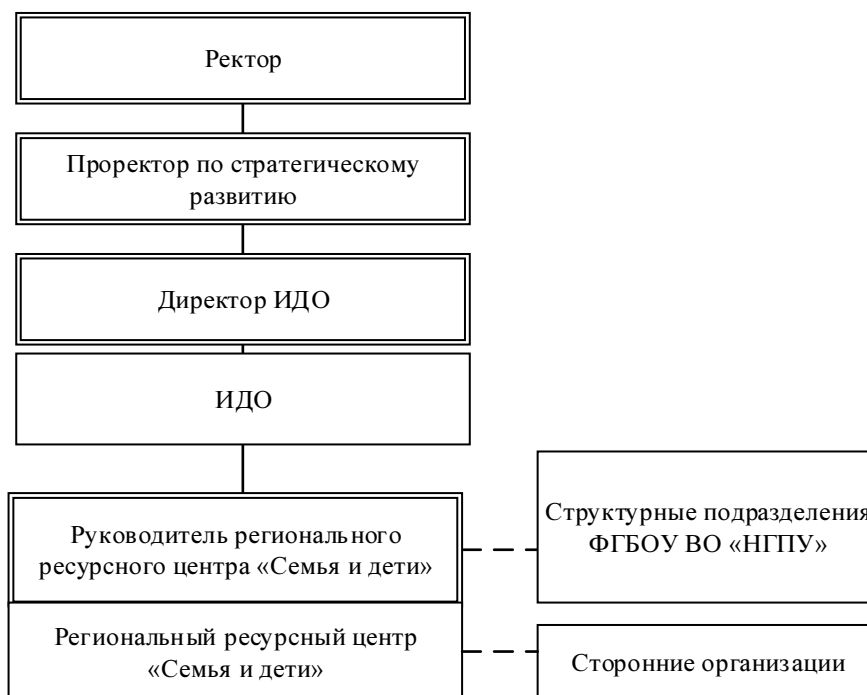 Ректор
Проректор по стратегическому
развитию
Директор ИДО
ИДО
Руководитель регионального
ресурсного центра «Семья и дети»
Структурные подразделения
ФГБОУ ВО «НГПУ»
Региональный ресурсный центр
«Семья и дети»
Сторонние организации